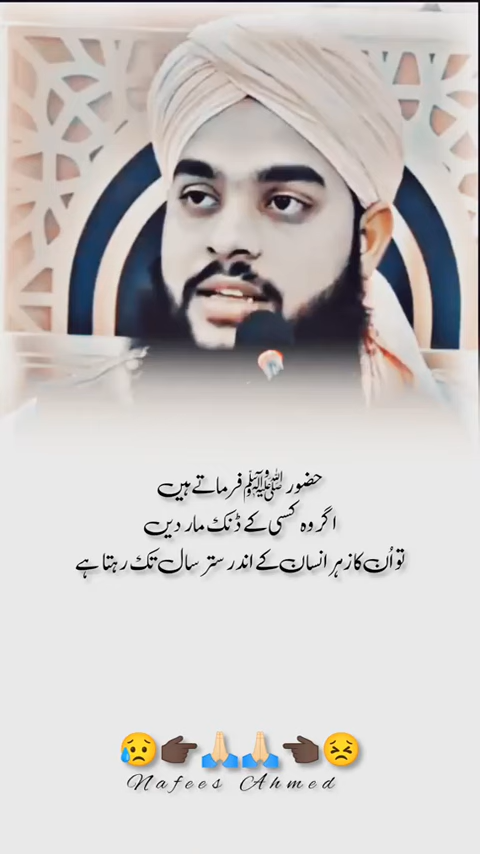 حضور ﷺ فرماتے ہیں
اگر وہ کسی کے ڈنک مار دیں
تو اُن کا زہر انسان کے اندر ستر سال تک رہتا ہے
😥👉🏿🙏🏻🙏🏻👈🏿😣
Nafees Ahmed